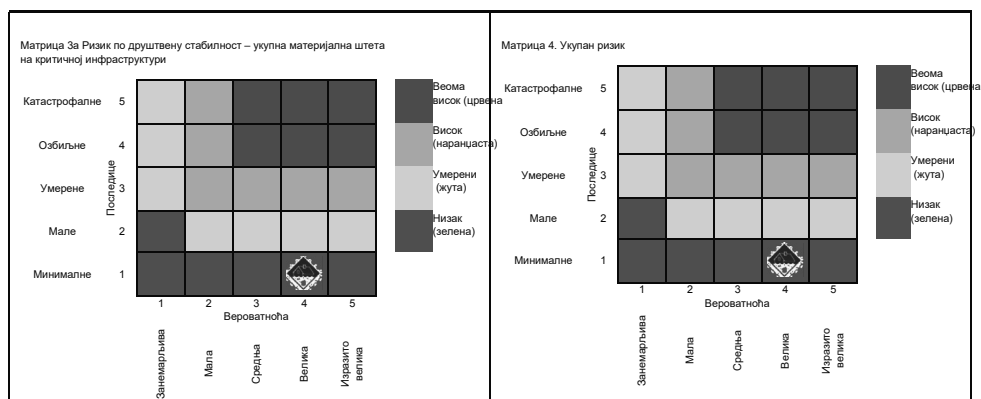 Матрица 3а Ризик по друштвену стабилност – укупна материјална штета
на критичној инфраструктури
Катастрофалне 5
Озбиљне 4
Умерене 3
Мале 2
Минималне 1
Последице
1 2 3 4 5
Вероватноћа
Занемарљива
Мала
Средња
Велика
Изразито
велика
Веома
висок (црвена
Висок
(наранџаста)
Умерени
(жута)
Низак
(зелена)
Матрица 4. Укупан ризик
Катастрофалне 5
Озбиљне 4
Умерене 3
Мале 2
Минималне 1
Последице
1 2 3 4 5
Вероватноћа
Занемарљива
Мала
Средња
Велика
Изразито
велика
Веома
висок (црвена
Висок
(наранџаста)
Умерени
(жута)
Низак
(зелена)